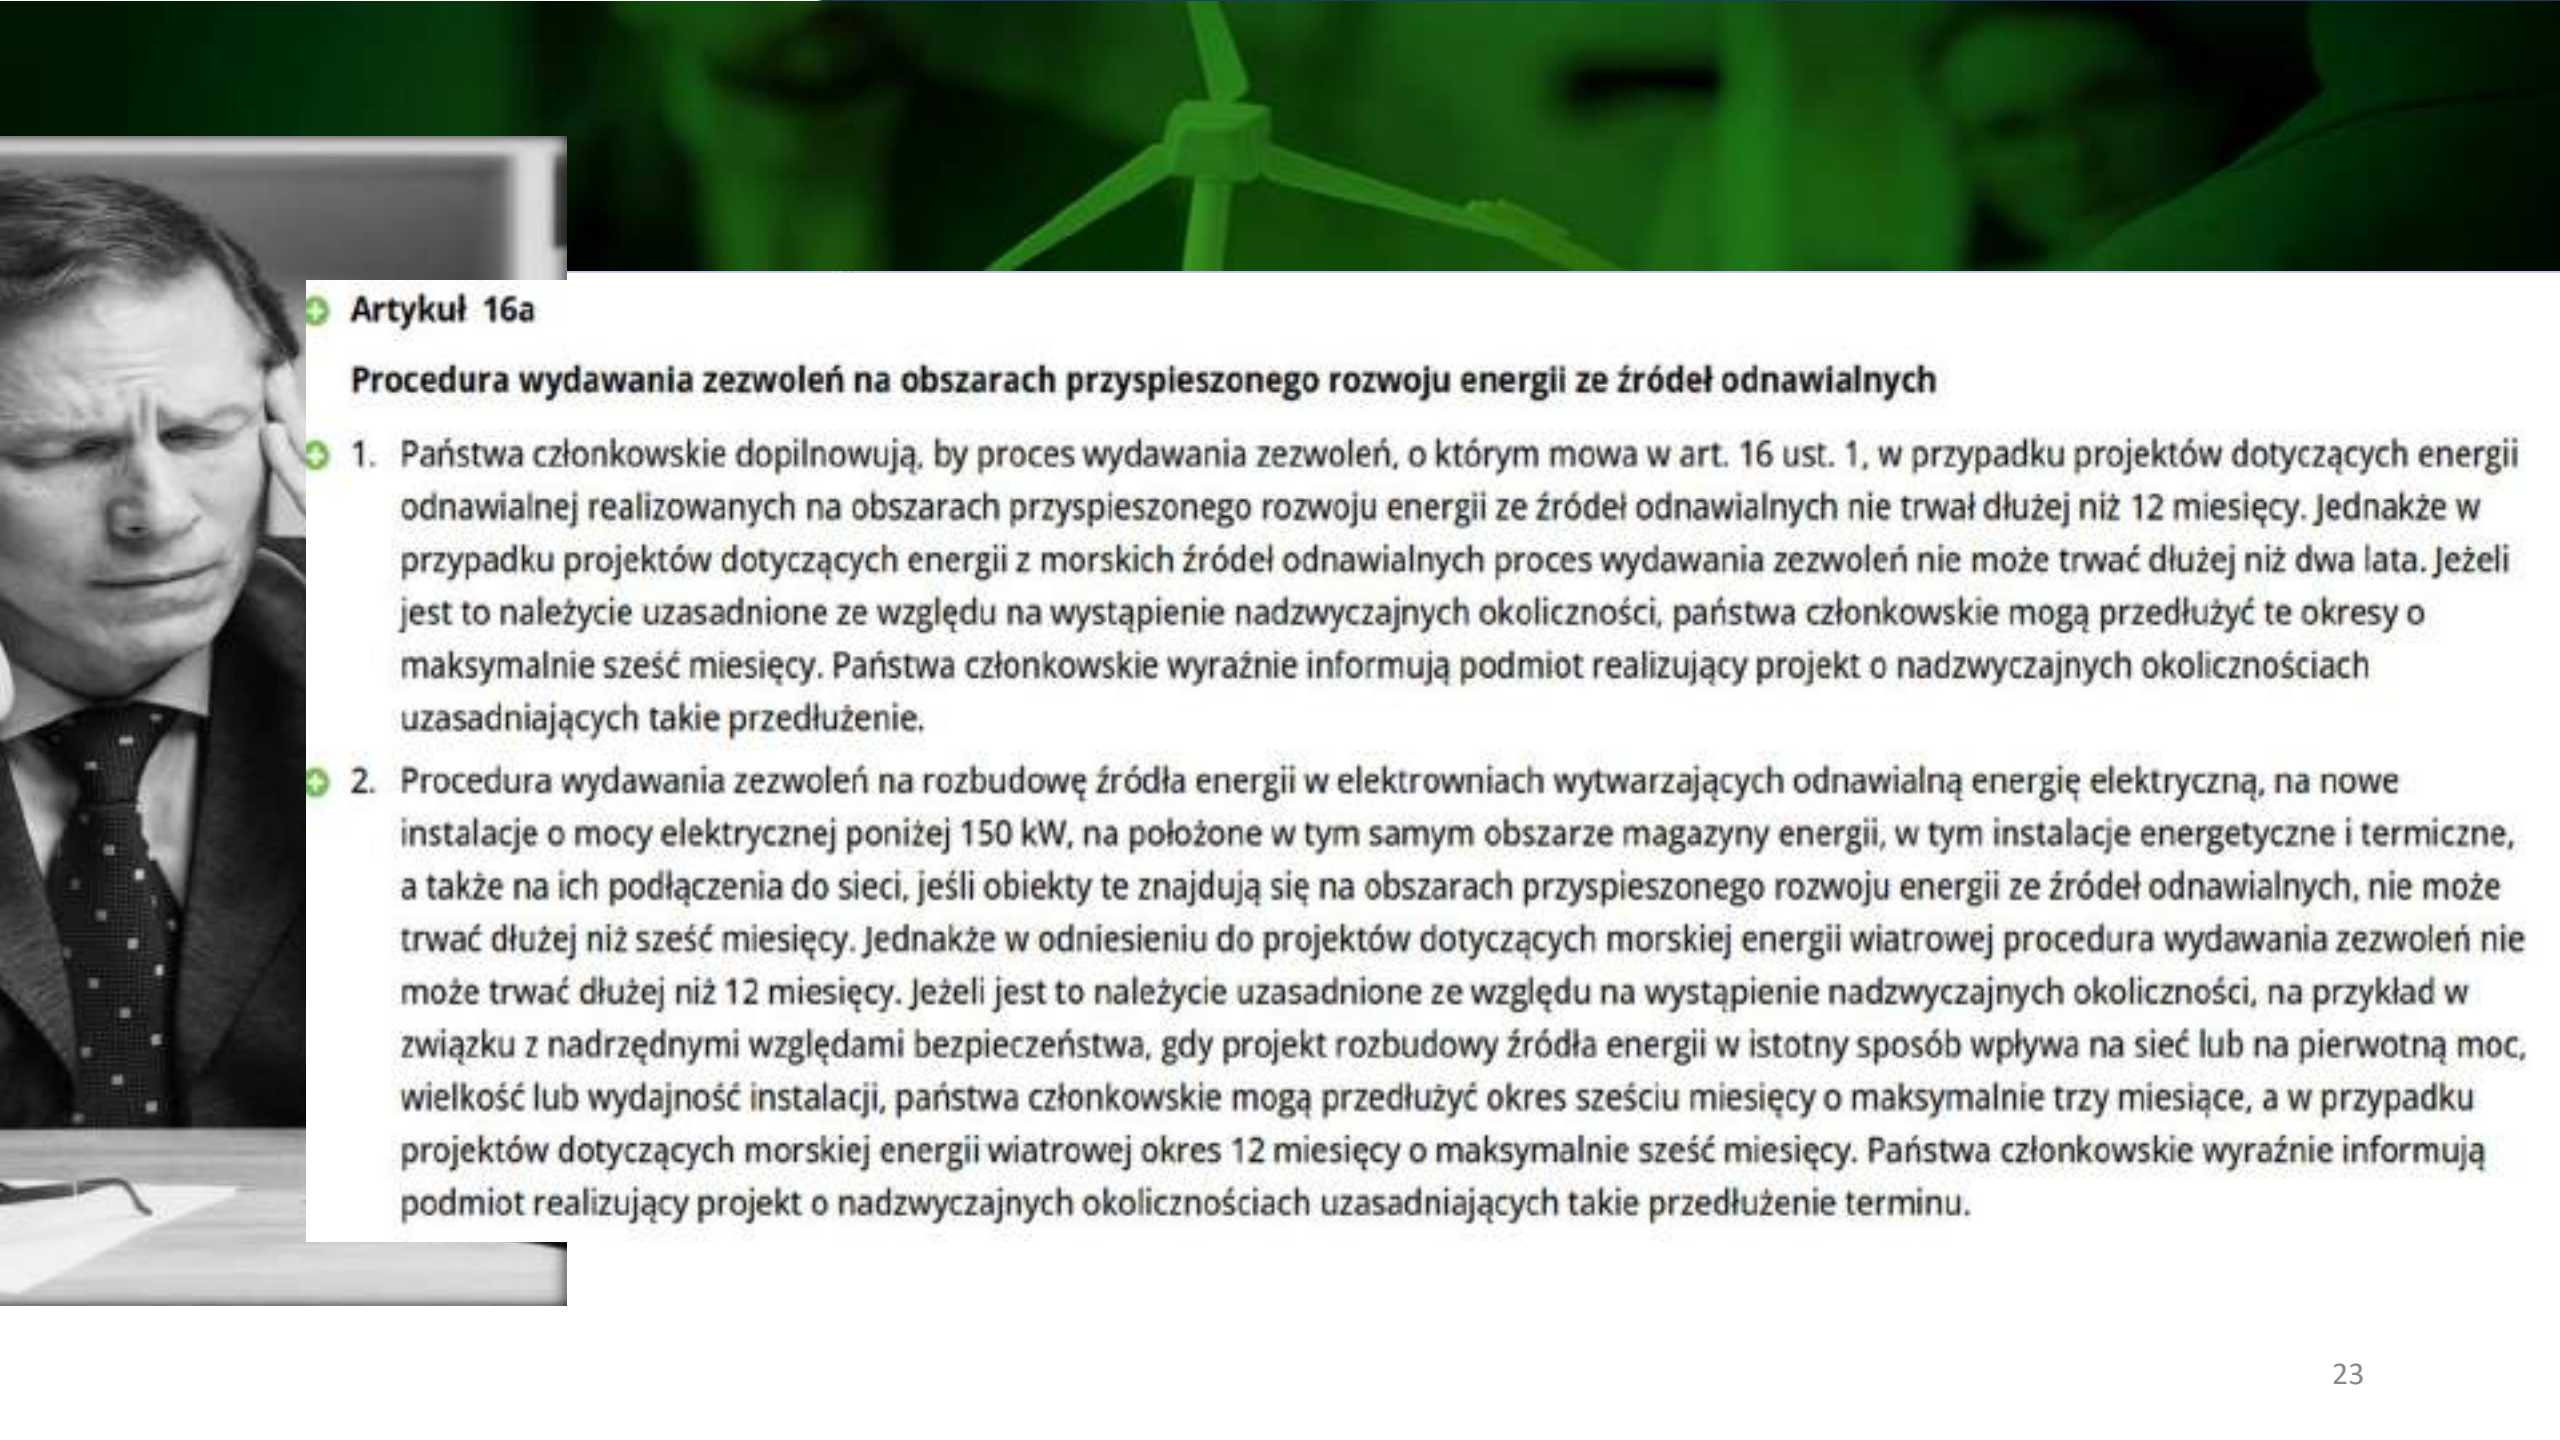 Artykuł 16a
Procedura wydawania zezwoleń na obszarach przyspieszonego rozwoju energii ze źródeł odnawialnych
1. Państwa członkowskie dopilnowują, by proces wydawania zezwoleń, o którym mowa w art. 16 ust. 1, w przypadku projektów dotyczących energii
odnawialnej realizowanych na obszarach przyspieszonego rozwoju energii ze źródeł odnawialnych nie trwał dłużej niż 12 miesięcy. Jednakże w
przypadku projektów dotyczących energii z morskich źródeł odnawialnych proces wydawania zezwoleń nie może trwać dłużej niż dwa lata. Jeżeli
jest to należycie uzasadnione ze względu na wystąpienie nadzwyczajnych okoliczności, państwa członkowskie mogą przedłużyć te okresy o
maksymalnie sześć miesięcy. Państwa członkowskie wyraźnie informują podmiot realizujący projekt o nadzwyczajnych okolicznościach
uzasadniających takie przedłużenie.
2. Procedura wydawania zezwoleń na rozbudowę źródła energii w elektrowniach wytwarzających odnawialną energię elektryczną, na nowe
instalacje o mocy elektrycznej poniżej 150 kW, na położone w tym samym obszarze magazyny energii, w tym instalacje energetyczne i termiczne,
a także na ich podłączenia do sieci, jeśli obiekty te znajdują się na obszarach przyspieszonego rozwoju energii ze źródeł odnawialnych, nie może
trwać dłużej niż sześć miesięcy. Jednakże w odniesieniu do projektów dotyczących morskiej energii wiatrowej procedura wydawania zezwoleń nie
może trwać dłużej niż 12 miesięcy. Jeżeli jest to należycie uzasadnione ze względu na wystąpienie nadzwyczajnych okoliczności, na przykład w
związku z nadrzędnymi względami bezpieczeństwa, gdy projekt rozbudowy źródła energii w istotny sposób wpływa na sieć lub na pierwotną moc,
wielkość lub wydajność instalacji, państwa członkowskie mogą przedłużyć okres sześciu miesięcy o maksymalnie trzy miesiące, a w przypadku
projektów dotyczących morskiej energii wiatrowej okres 12 miesięcy o maksymalnie sześć miesięcy. Państwa członkowskie wyraźnie informują
podmiot realizujący projekt o nadzwyczajnych okolicznościach uzasadniających takie przedłużenie terminu.
23